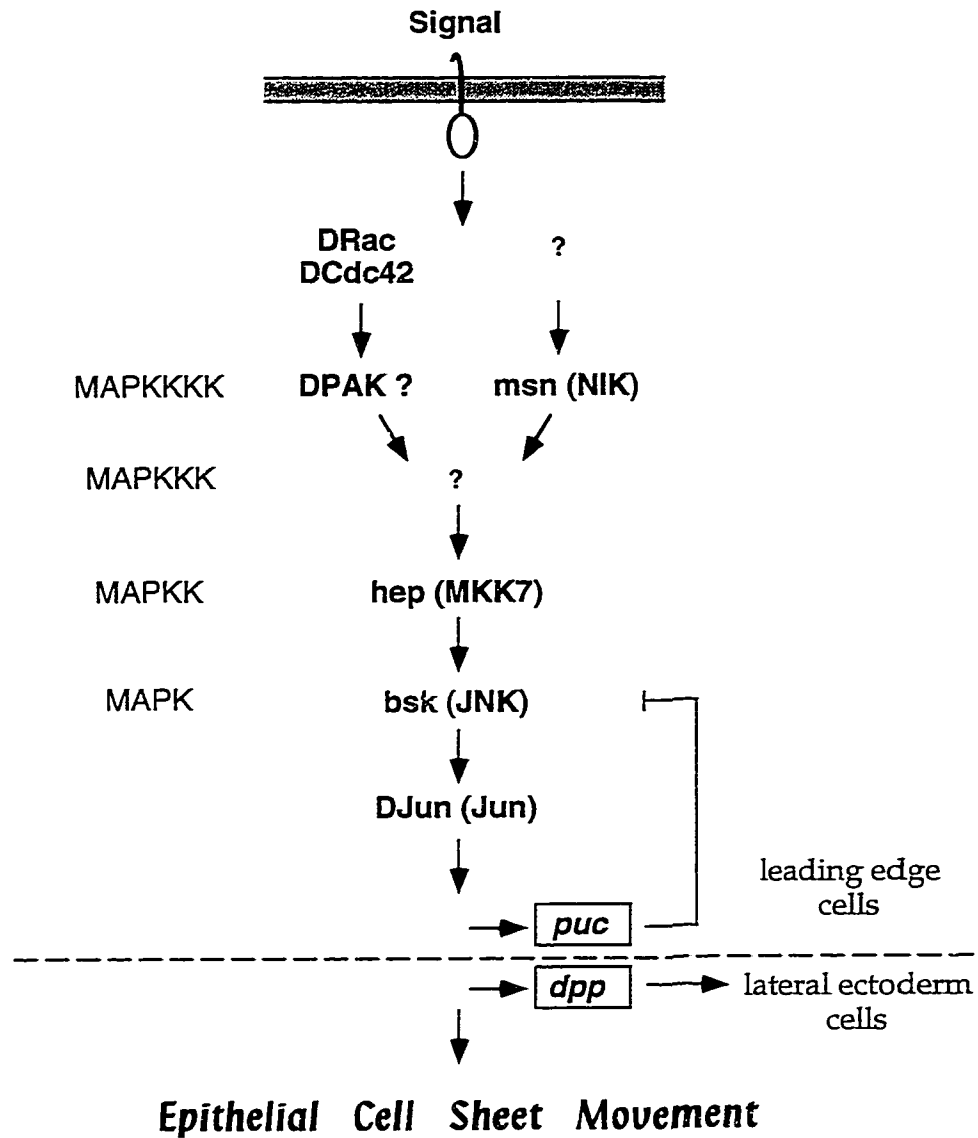 Signal
DRac
DCdc42
?
MAPKKKK
DPAK ?
msn (NIK)
MAPKKK
?
MAPKK
hep (MKK7)
MAPK
bsk (JNK)
DJun (Jun)
leading edge
cells
puc
dpp
lateral ectoderm
cells
Epithelial Cell Sheet Movement